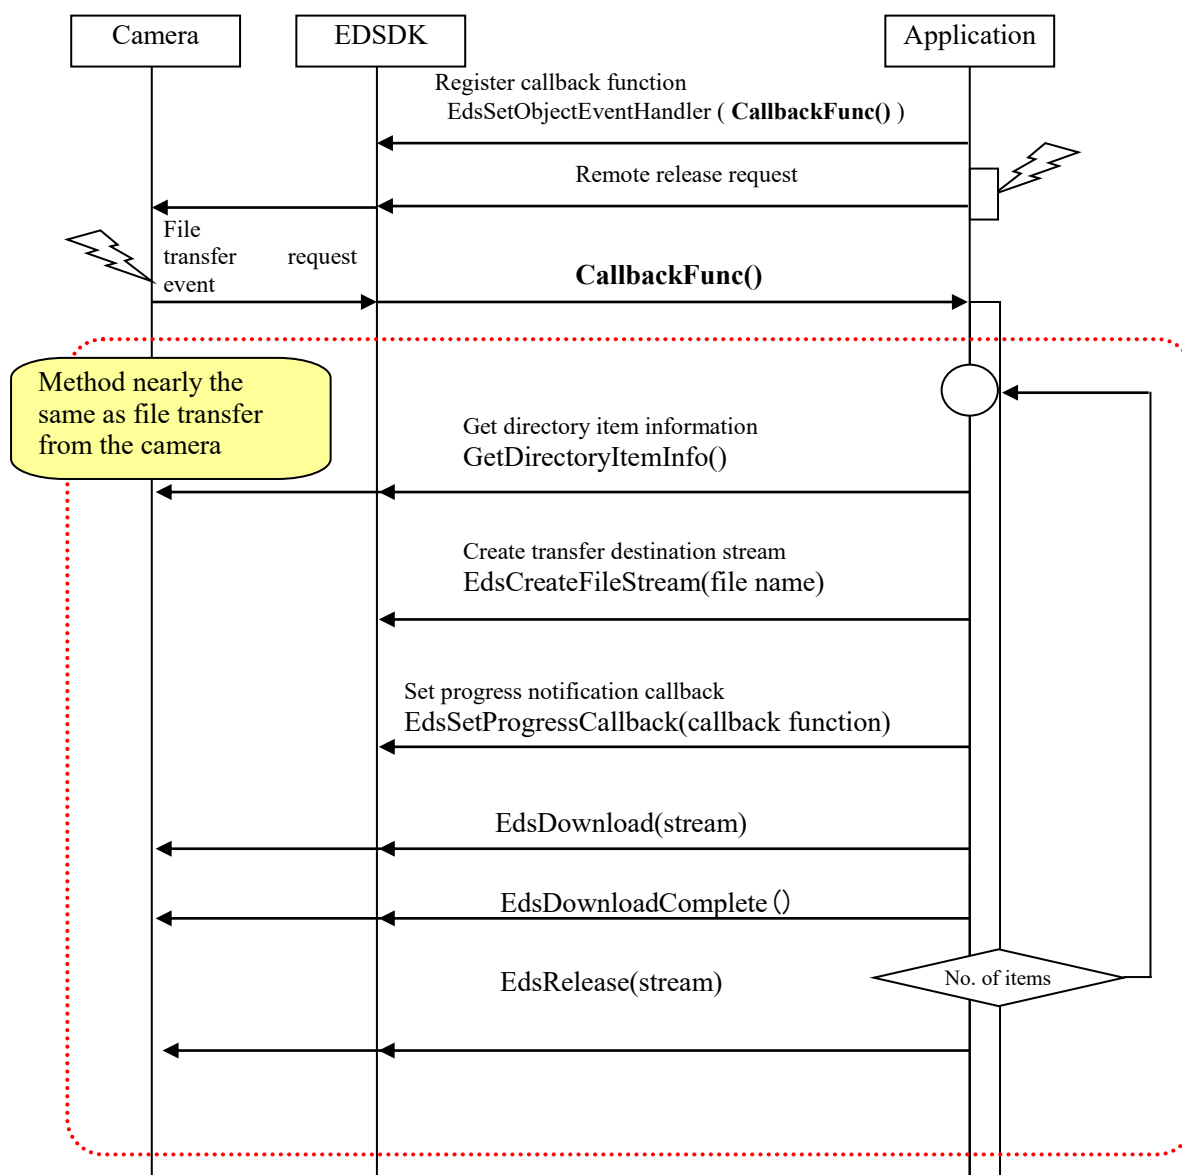 Camera
EDSDK
Application
Register callback function
EdsSetObjectEventHandler ( CallbackFunc() )
Remote release request
File
transfer request
event
CallbackFunc()
Method nearly the
same as file transfer
from the camera
Get directory item information
GetDirectoryItemInfo()
Create transfer destination stream
EdsCreateFileStream(file name)
Set progress notification callback
EdsSetProgressCallback(callback function)
EdsDownload(stream)
EdsDownloadComplete()
EdsRelease(stream)
No. of items